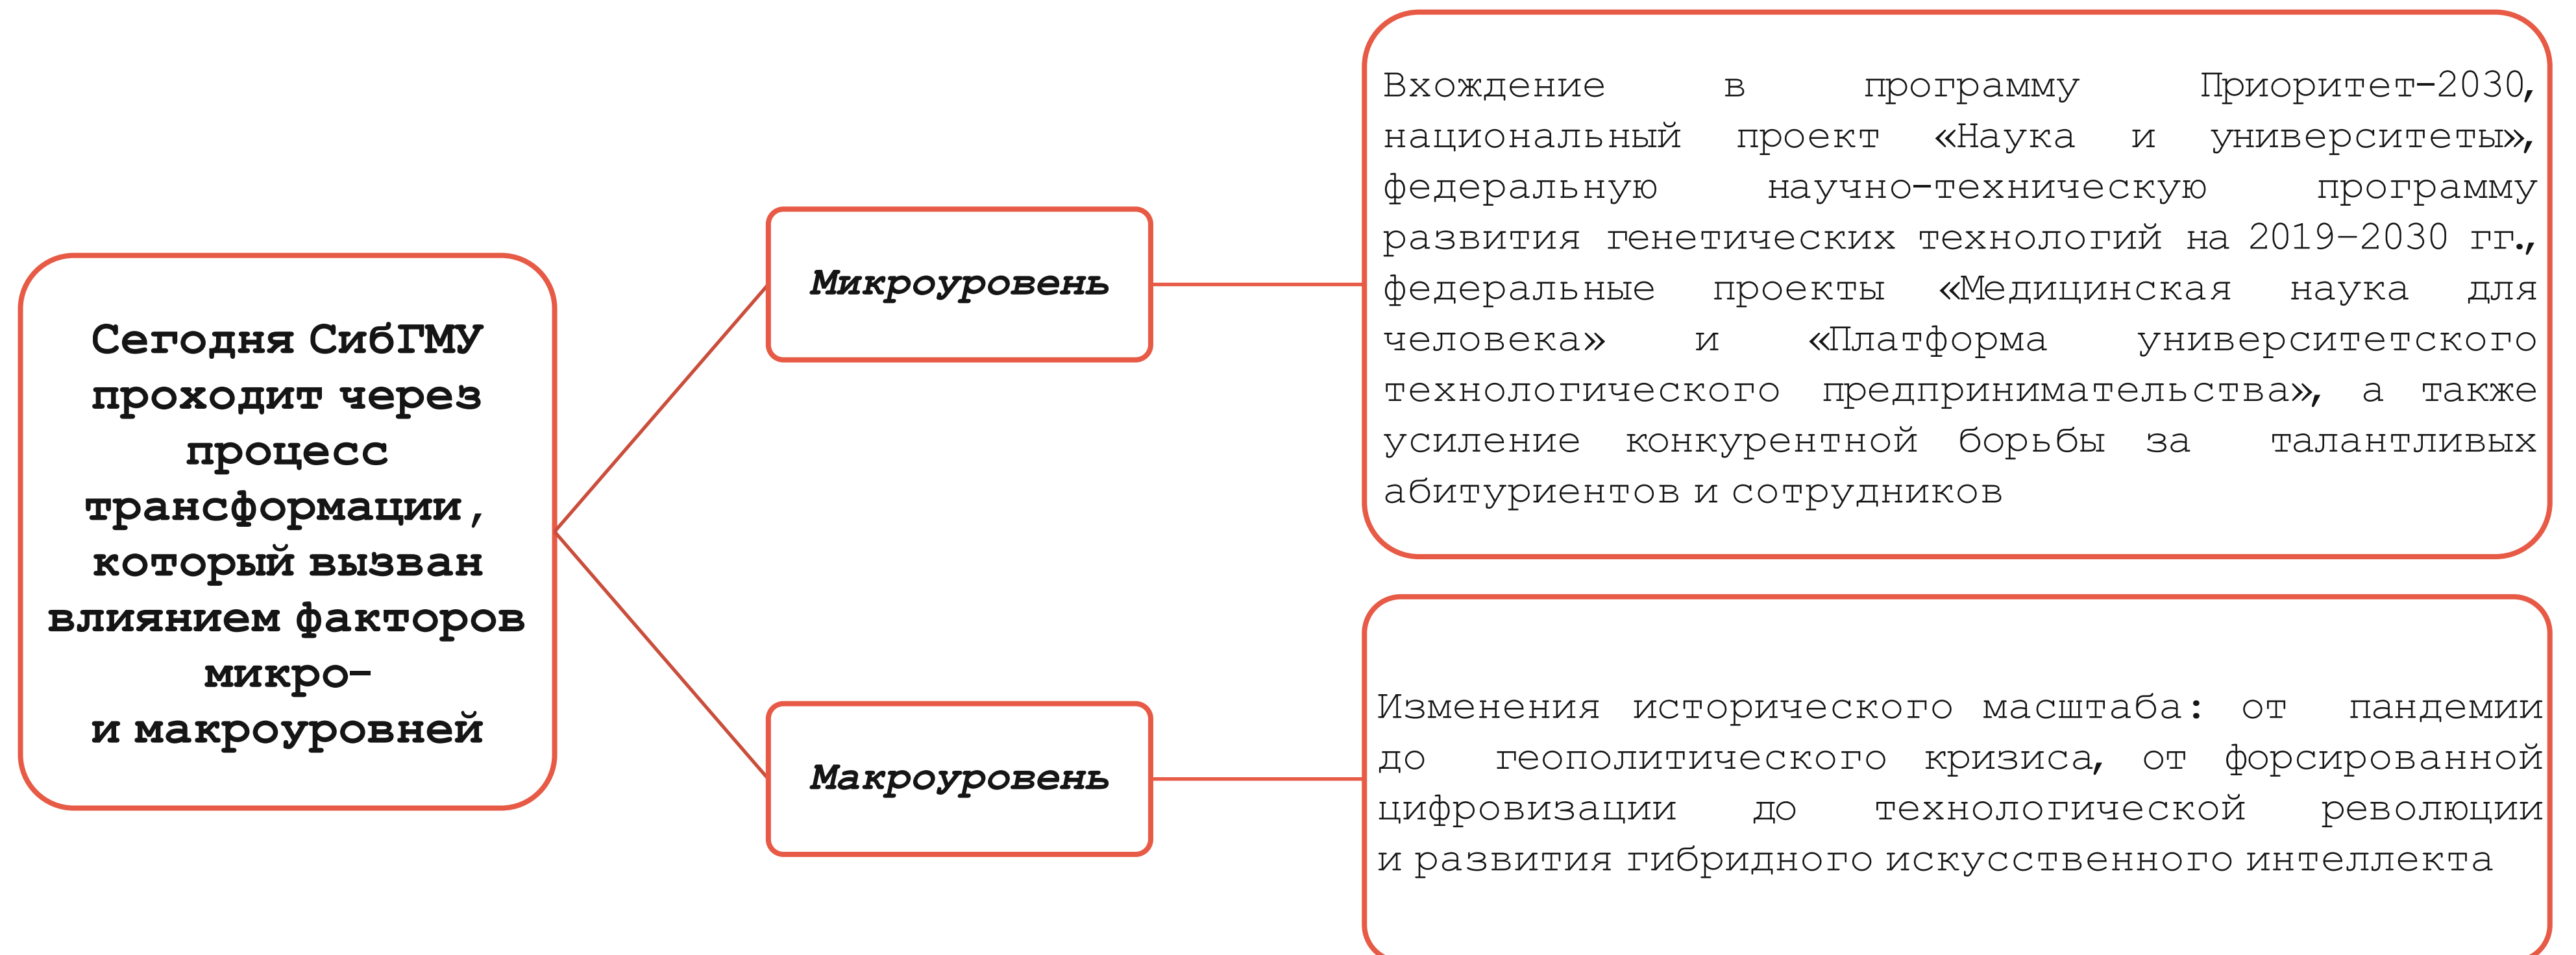 Сегодня СибГМУ
проходит через
процесс
трансформации,
который вызван
влиянием факторов
микро-
и макроуровней
Микроуровень
Вхождение в программу Приоритет-2030,
национальный проект «Наука и университеты»,
федеральную научно-техническую программу
развития генетических технологий на 2019–2030 гг.,
федеральные проекты «Медицинская наука для
человека» и «Платформа университетского
технологического предпринимательства», а также
усиление конкурентной борьбы за талантливых
абитуриентов и сотрудников
Макроуровень
Изменения исторического масштаба: от пандемии
до геополитического кризиса, от форсированной
цифровизации до технологической революции
и развития гибридного искусственного интеллекта